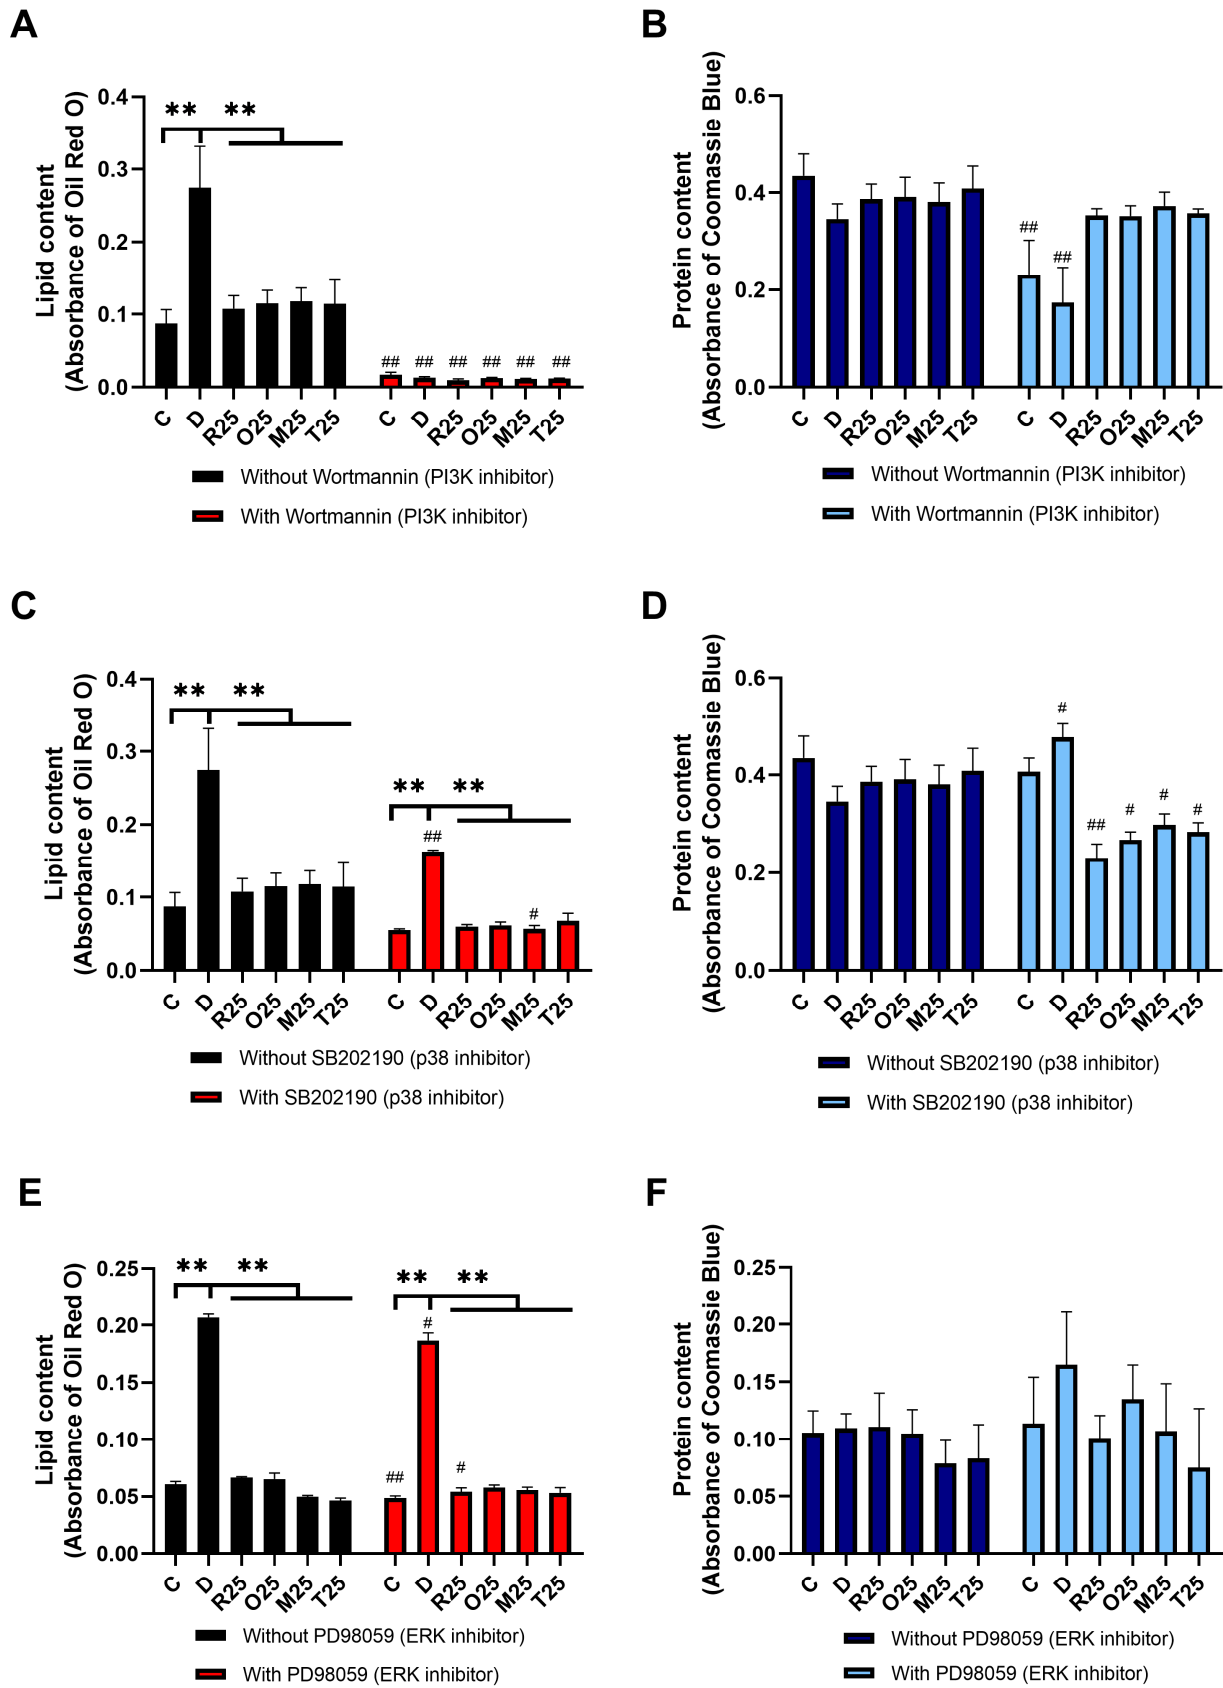 A
Lipid content
(Absorbance of Oil Red O)
0.4
0.3
0.2
0.1
0.0
** **
## ## ## ## ## ##
C D R25 O25 M25 T25 C D R25 O25 M25 T25
Without Wortmannin (PI3K inhibitor)
With Wortmannin (PI3K inhibitor)
B
Protein content
(Absorbance of Coomassie Blue)
0.6
0.4
0.2
0.0
## ##
C D R25 O25 M25 T25 C D R25 O25 M25 T25
Without Wortmannin (PI3K inhibitor)
With Wortmannin (PI3K inhibitor)
C
Lipid content
(Absorbance of Oil Red O)
0.4
0.3
0.2
0.1
0.0
** **
** **
## #
C D R25 O25 M25 T25 C D R25 O25 M25 T25
Without SB202190 (p38 inhibitor)
With SB202190 (p38 inhibitor)
D
Protein content
(Absorbance of Coomassie Blue)
0.6
0.4
0.2
0.0
# ## # # #
C D R25 O25 M25 T25 C D R25 O25 M25 T25
Without SB202190 (p38 inhibitor)
With SB202190 (p38 inhibitor)
E
Lipid content
(Absorbance of Oil Red O)
0.25
0.20
0.15
0.10
0.05
0.00
** **
** **
## # #
C D R25 O25 M25 T25 C D R25 O25 M25 T25
Without PD98059 (ERK inhibitor)
With PD98059 (ERK inhibitor)
F
Protein content
(Absorbance of Coomassie Blue)
0.25
0.20
0.15
0.10
0.05
0.00
C D R25 O25 M25 T25 C D R25 O25 M25 T25
Without PD98059 (ERK inhibitor)
With PD98059 (ERK inhibitor)